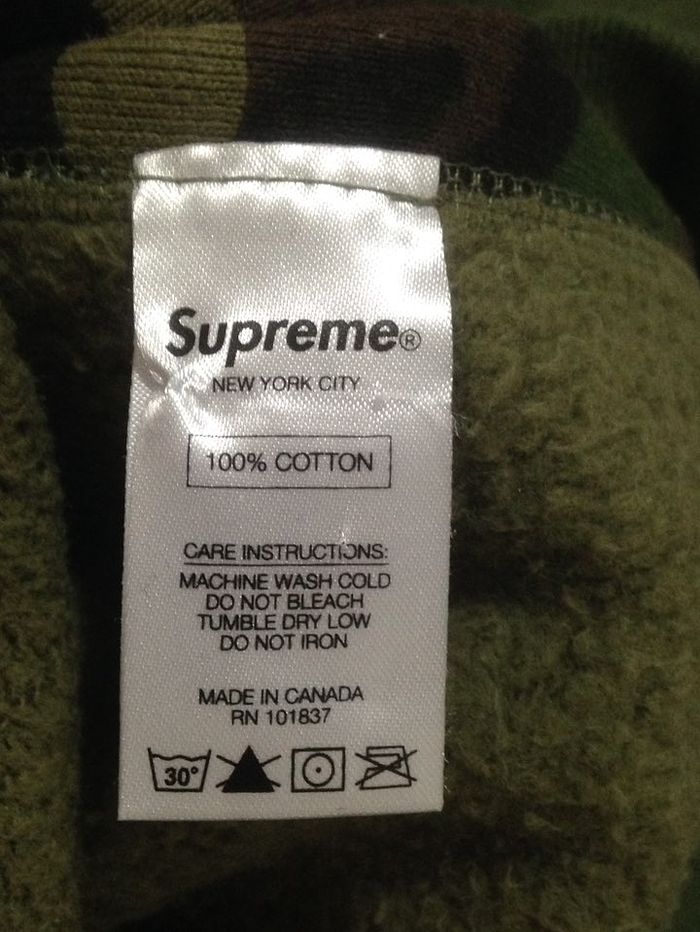 Supreme®
NEW YORK CITY
100% COTTON
CARE INSTRUCTIONS:
MACHINE WASH COLD
DO NOT BLEACH
TUMBLE DRY LOW
DO NOT IRON
MADE IN CANADA
RN 101837
30°